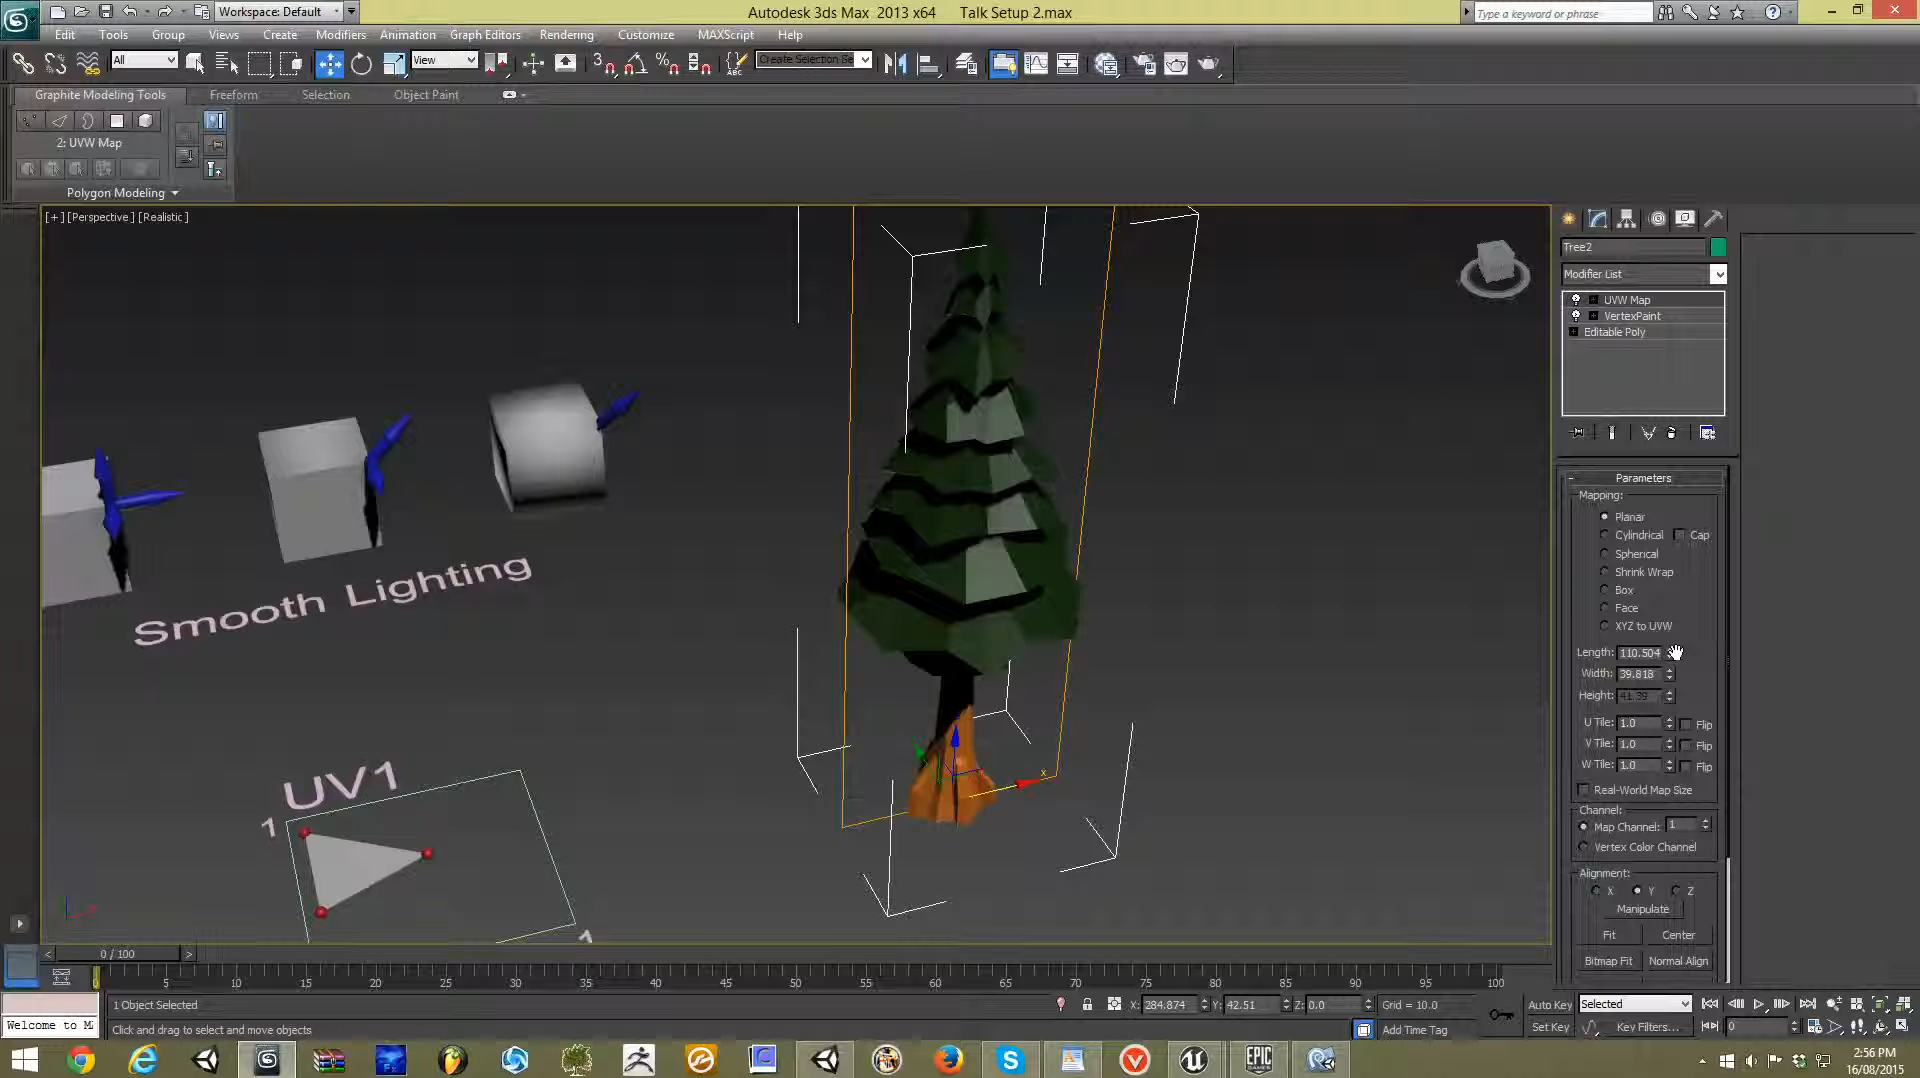 Workspace: Default
Autodesk 3ds Max 2013 x64 Talk Setup 2.max
Type a keyword or phrase
Edit Tools Group Views Create Modifiers Animation Graph Editors Rendering Customize MAXScript Help
All
View
3
ABC
Create Selection Se
Graphite Modeling Tools Freeform Selection Object Paint
2: UVW Map
Polygon Modeling
[+] [Perspective] [Realistic]
Smooth Lighting
UV1
1
x
Tree2
Modifier List
UVW Map
VertexPaint
Editable Poly
Parameters
Mapping:
Planar
Cylindrical Cap
Spherical
Shrink Wrap
Box
Face
XYZ to UVW
Length: 110.504
Width: 39.818
Height: 41.39
U Tile: 1.0 Flip
V Tile: 1.0 Flip
W Tile: 1.0 Flip
Real-World Map Size
Channel:
Map Channel: 1
Vertex Color Channel
Alignment:
X Y Z
Manipulate
Fit Center
Bitmap Fit Normal Align
0 / 100
0 5 10 15 20 25 30 35 40 45 50 55 60 65 70 75 80 85 90 95 100
1 Object Selected
X: 284.874 Y: 42.51 Z: 0.0 Grid = 10.0
Auto Key Selected
Welcome to M
Click and drag to select and move objects
Add Time Tag
Set Key Key Filters... 0
2:56 PM
16/08/2015